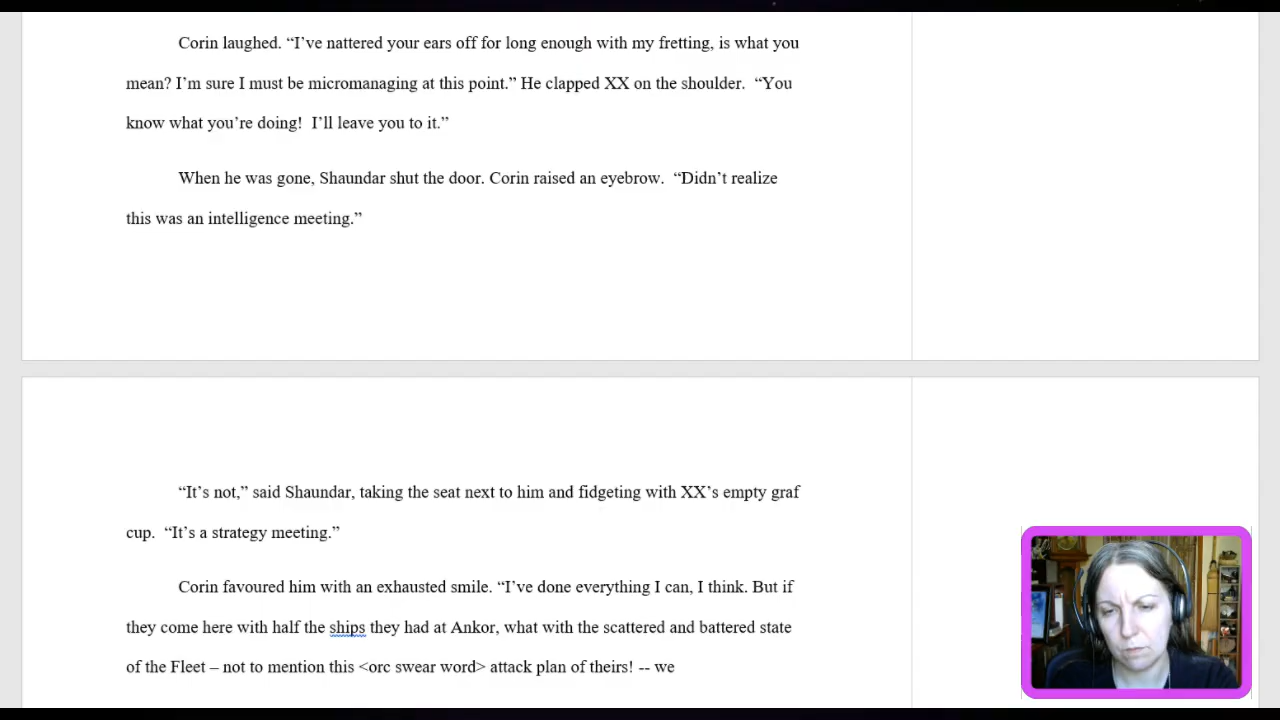 Corin laughed. “I’ve nattered your ears off for long enough with my fretting, is what you
mean? I’m sure I must be micromanaging at this point.” He clapped XX on the shoulder.  “You
know what you’re doing!  I’ll leave you to it.”
When he was gone, Shaundar shut the door. Corin raised an eyebrow.  “Didn’t realize
this was an intelligence meeting.”
“It’s not,” said Shaundar, taking the seat next to him and fidgeting with XX’s empty graf
cup.  “It’s a strategy meeting.”
Corin favoured him with an exhausted smile. “I’ve done everything I can, I think. But if
they come here with half the ships they had at Ankor, what with the scattered and battered state
of the Fleet – not to mention this <orc swear word> attack plan of theirs! -- we